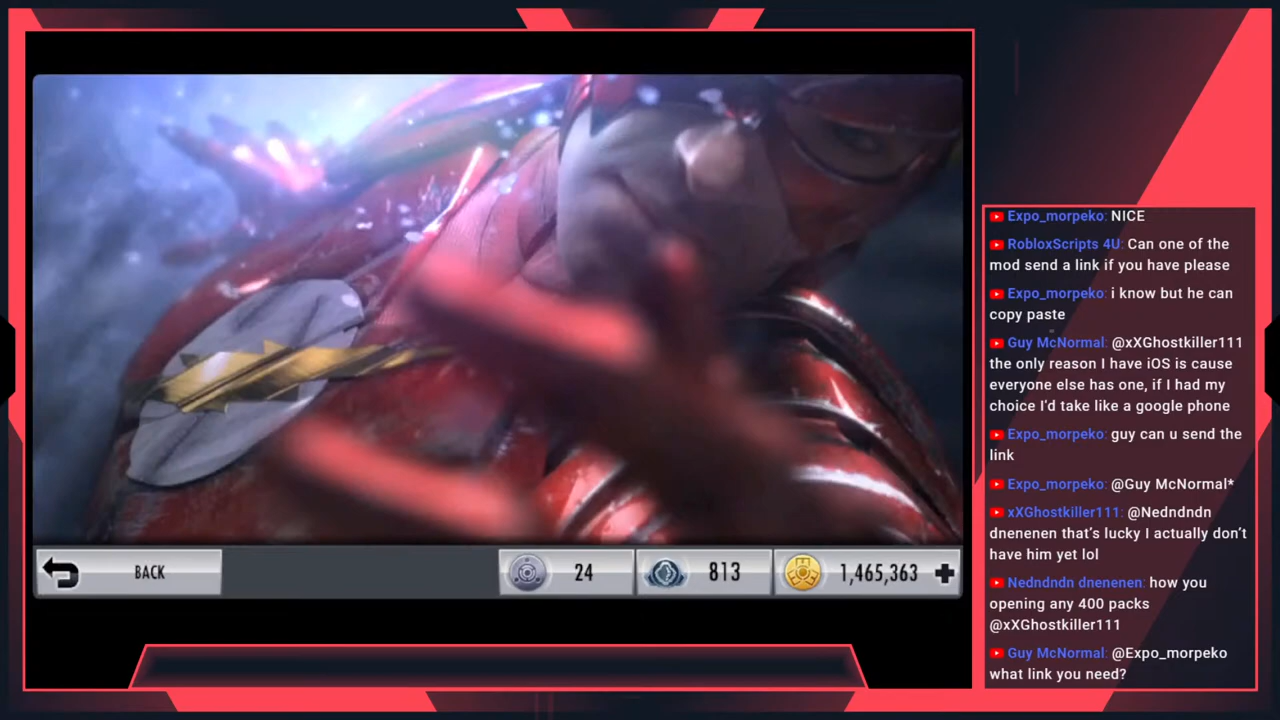 BACK
24
813
1,465,363
Expo_morpeko: NICE
RobloxScripts 4U: Can one of the
mod send a link if you have please
Expo_morpeko: i know but he can
copy paste
Guy McNormal: @xXGhostkiller111
the only reason I have iOS is cause
everyone else has one, if I had my
choice I'd take like a google phone
Expo_morpeko: guy can u send the
link
Expo_morpeko: @Guy McNormal*
xXGhostkiller111: @Nedndndn
dnenenen that's lucky I actually don't
have him yet lol
Nedndndn dnenenen: how you
opening any 400 packs
@xXGhostkiller111
Guy McNormal: @Expo_morpeko
what link you need?